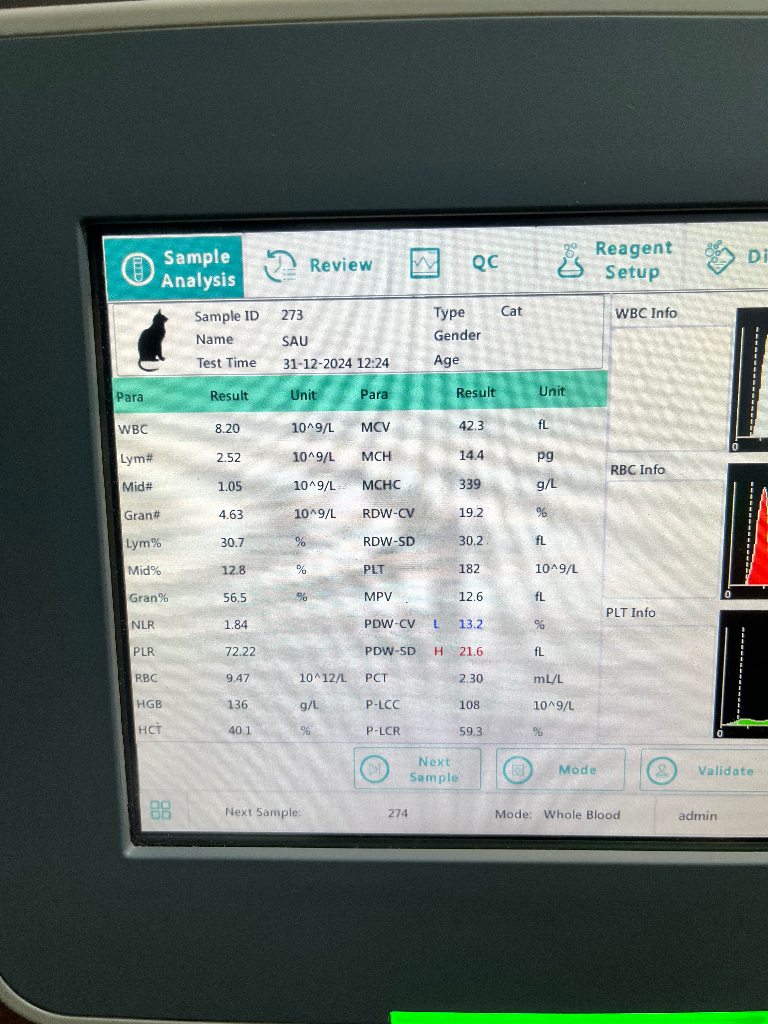 Sample Analysis Review QC Reagent Setup Di
Sample ID 273 Type Cat
Name SAU Gender
Test Time 31-12-2024 12:24 Age
Para Result Unit Para Result Unit
WBC 8.20 10^9/L MCV 42.3 fL
Lym# 2.52 10^9/L MCH 14.4 pg
Mid# 1.05 10^9/L MCHC 339 g/L
Gran# 4.63 10^9/L RDW-CV 19.2 %
Lym% 30.7 % RDW-SD 30.2 fL
Mid% 12.8 % PLT 182 10^9/L
Gran% 56.5 % MPV 12.6 fL
NLR 1.84 PDW-CV L 13.2 %
PLR 72.22 PDW-SD H 21.6 fL
RBC 9.47 10^12/L PCT 2.30 mL/L
HGB 136 g/L P-LCC 108 10^9/L
HCT 40.1 % P-LCR 59.3 %
WBC Info
0
RBC Info
0
PLT Info
0
Next Sample Mode Validate
Next Sample: 274 Mode: Whole Blood admin